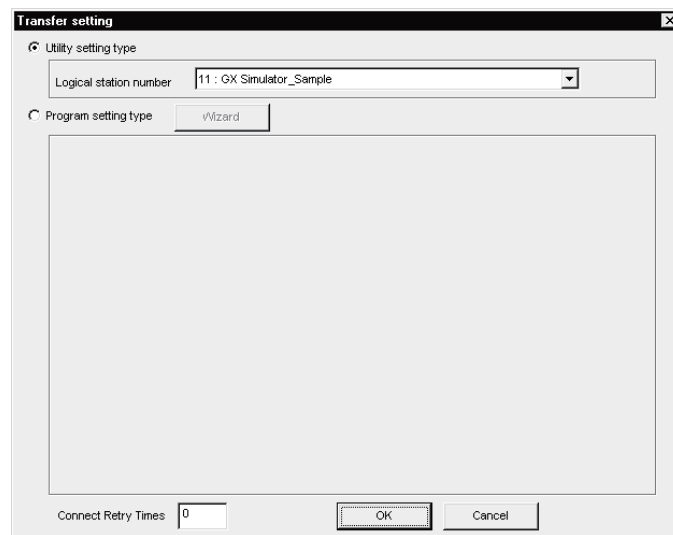 Transfer setting
Utility setting type
Logical station number 11 : GX Simulator_Sample
Program setting type Wizard
Connect Retry Times 0 OK Cancel